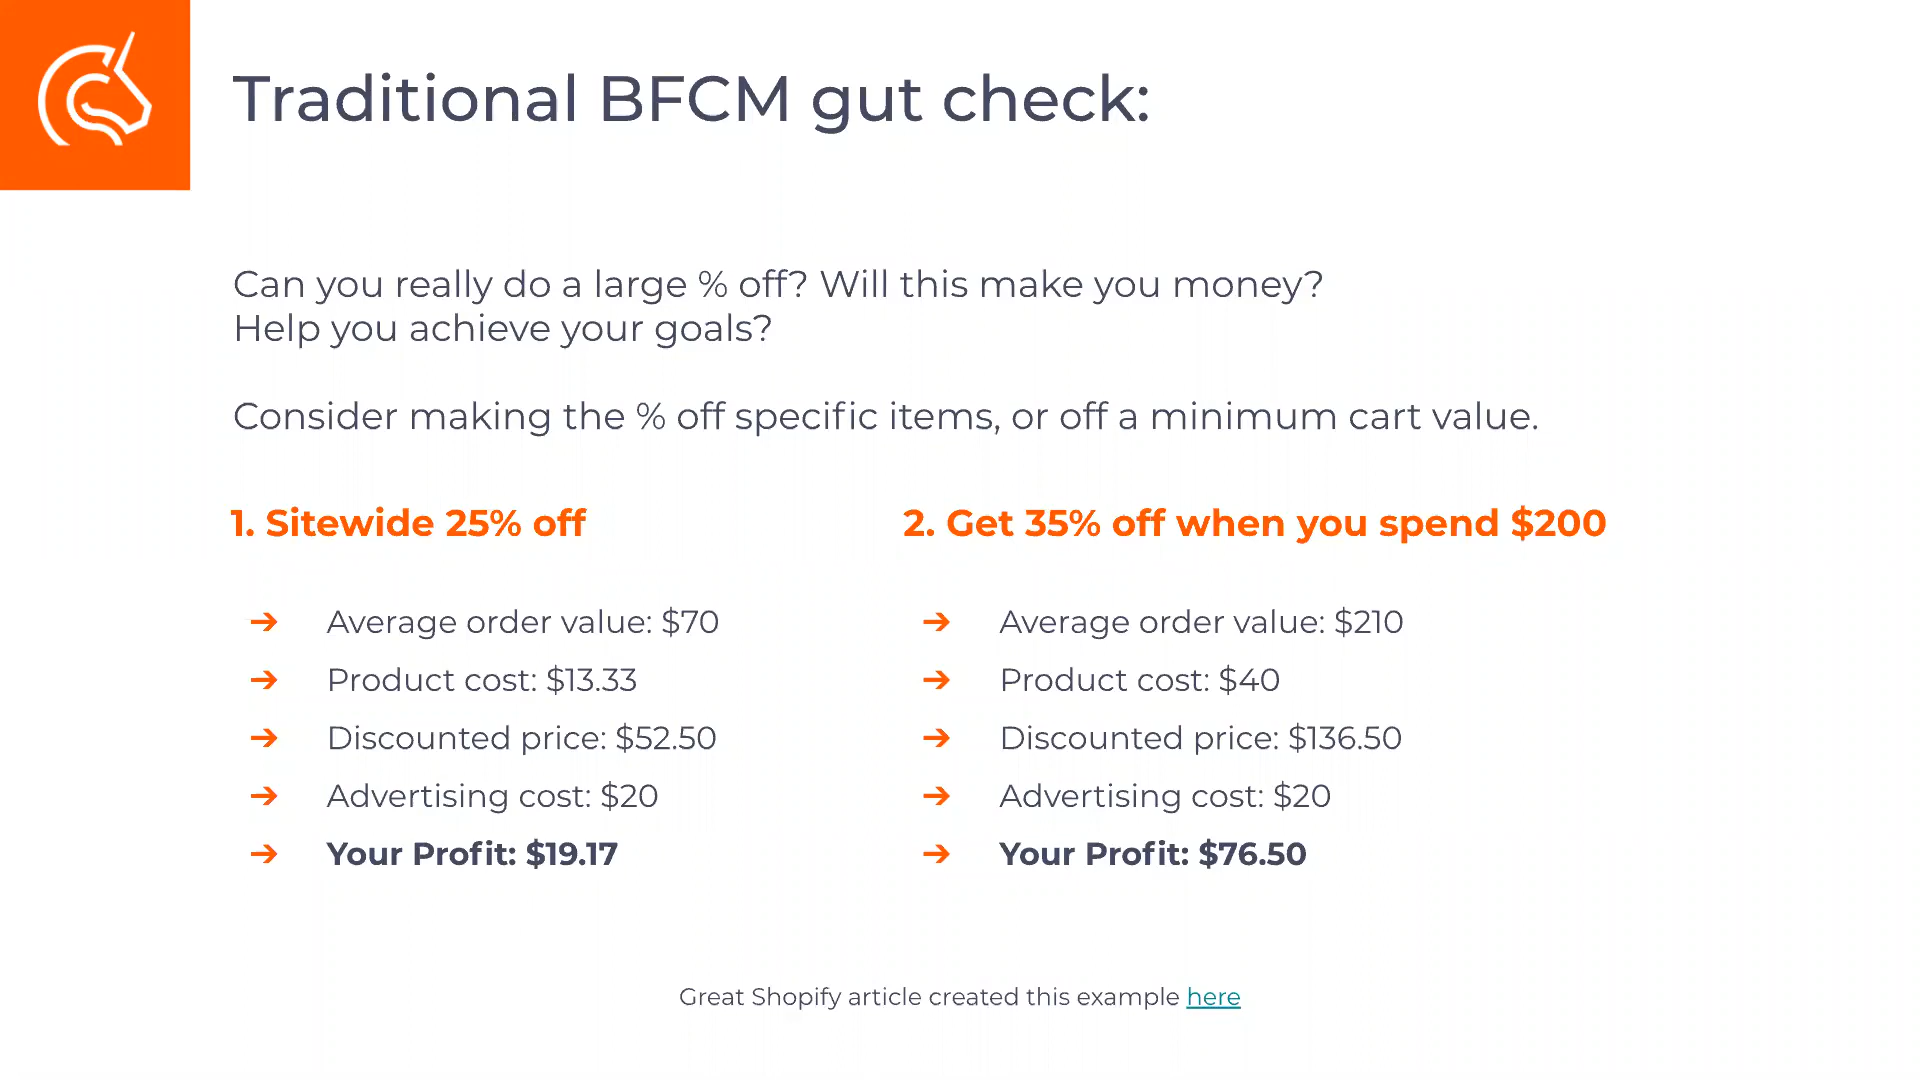 Traditional BFCM gut check:
Can you really do a large % off? Will this make you money?
Help you achieve your goals?
Consider making the % off specific items, or off a minimum cart value.
1. Sitewide 25% off
➔ Average order value: $70
➔ Product cost: $13.33
➔ Discounted price: $52.50
➔ Advertising cost: $20
➔ Your Profit: $19.17
2. Get 35% off when you spend $200
➔ Average order value: $210
➔ Product cost: $40
➔ Discounted price: $136.50
➔ Advertising cost: $20
➔ Your Profit: $76.50
Great Shopify article created this example here